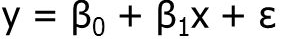 y = β₀ + β₁x + ε